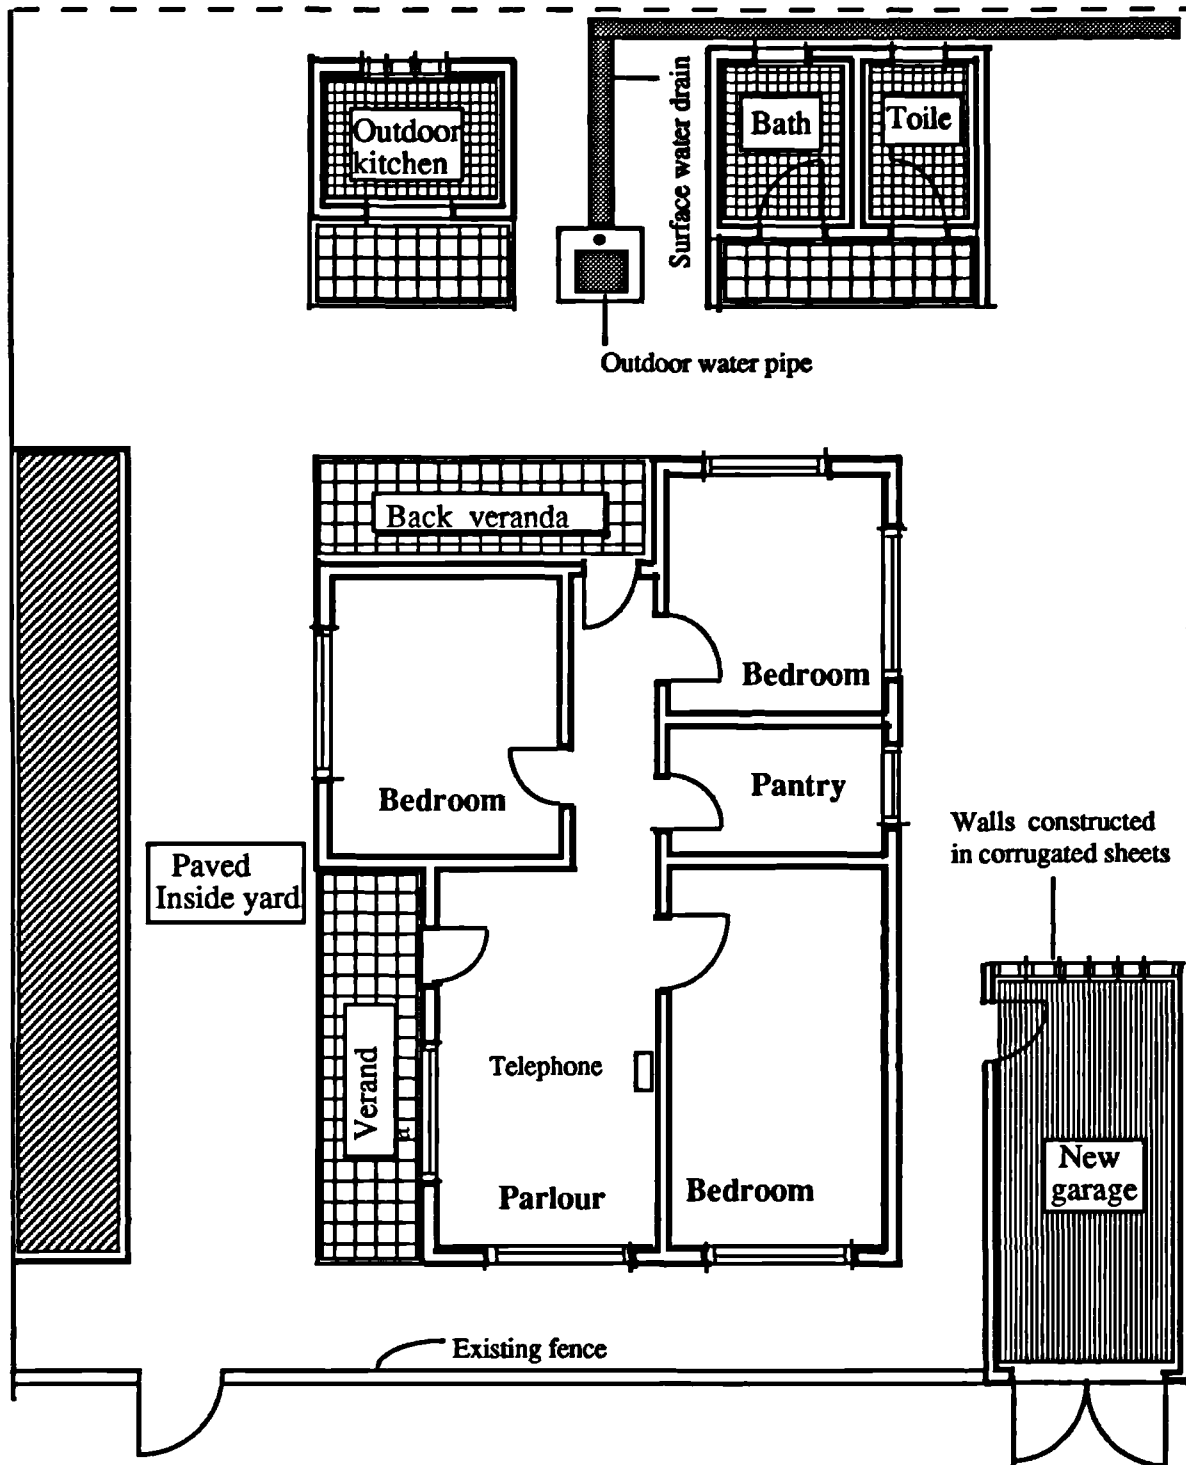 Outdoor
kitchen
Surface water drain
Bath
Toile
Outdoor water pipe
Back veranda
Bedroom
Bedroom
Pantry
Walls constructed
in corrugated sheets
Paved
Inside yard
Verand
a
Telephone
Parlour
Bedroom
New
garage
Existing fence